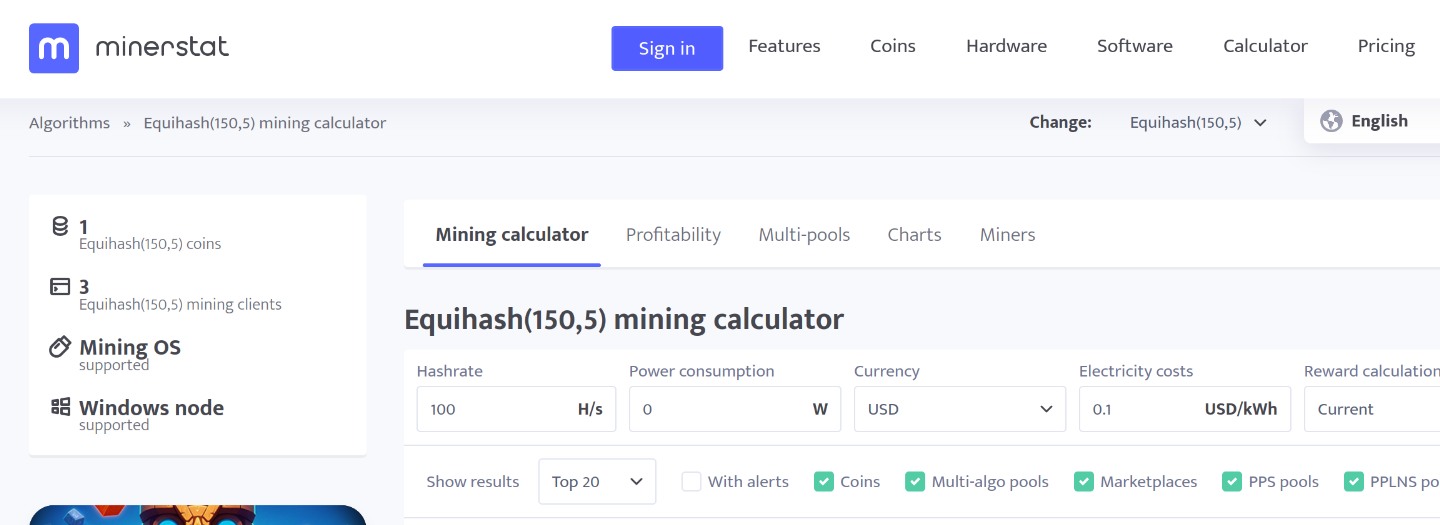 m minerstat Sign in Features Coins Hardware Software Calculator Pricing
Algorithms » Equihash(150,5) mining calculator Change: Equihash(150,5) English
1
Equihash(150,5) coins
3
Equihash(150,5) mining clients
Mining OS
supported
Windows node
supported
Mining calculator Profitability Multi-pools Charts Miners
Equihash(150,5) mining calculator
Hashrate Power consumption Currency Electricity costs Reward calculation
100 H/s 0 W USD 0.1 USD/kWh Current
Show results Top 20 With alerts Coins Multi-algo pools Marketplaces PPS pools PPLNS po